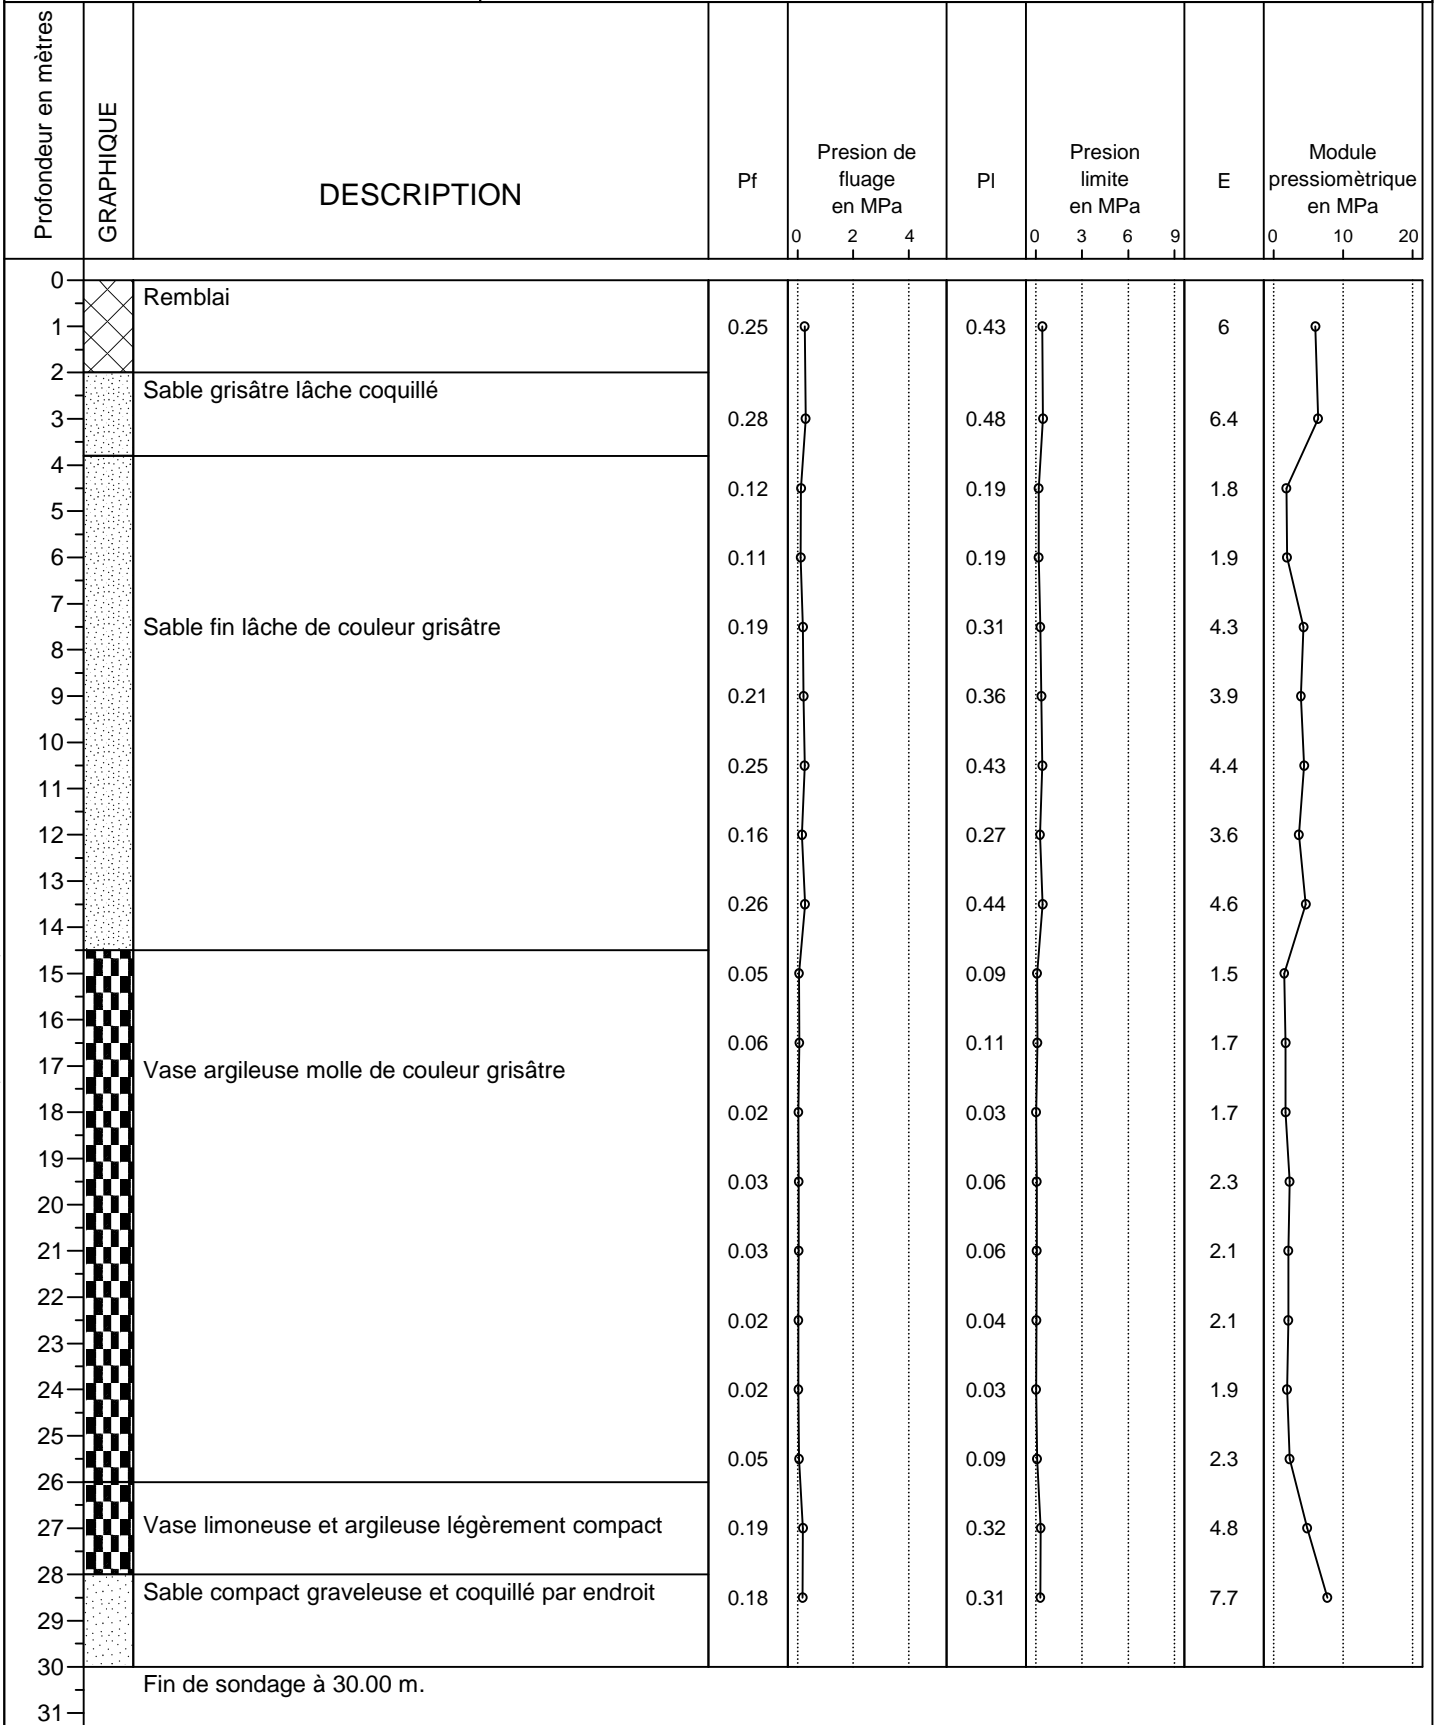 Profondeur en mètres
GRAPHIQUE
DESCRIPTION
Pf
Presion de
fluage
en MPa
0 2 4
Pl
Presion
limite
en MPa
0 3 6 9
E
Module
pressiomètrique
en MPa
0 10 20
0
Remblai
1 0.25 0.43 6
2
Sable grisâtre lâche coquillé
3 0.28 0.48 6.4
4
0.12 0.19 1.8
5
6 0.11 0.19 1.9
7
Sable fin lâche de couleur grisâtre 0.19 0.31 4.3
8
9 0.21 0.36 3.9
10
0.25 0.43 4.4
11
12 0.16 0.27 3.6
13
0.26 0.44 4.6
14
15 0.05 0.09 1.5
16
0.06 0.11 1.7
17 Vase argileuse molle de couleur grisâtre
18 0.02 0.03 1.7
19
0.03 0.06 2.3
20
21 0.03 0.06 2.1
22
0.02 0.04 2.1
23
24 0.02 0.03 1.9
25
0.05 0.09 2.3
26
27 Vase limoneuse et argileuse légèrement compact 0.19 0.32 4.8
28
Sable compact graveleuse et coquillé par endroit 0.18 0.31 7.7
29
30
Fin de sondage à 30.00 m.
31